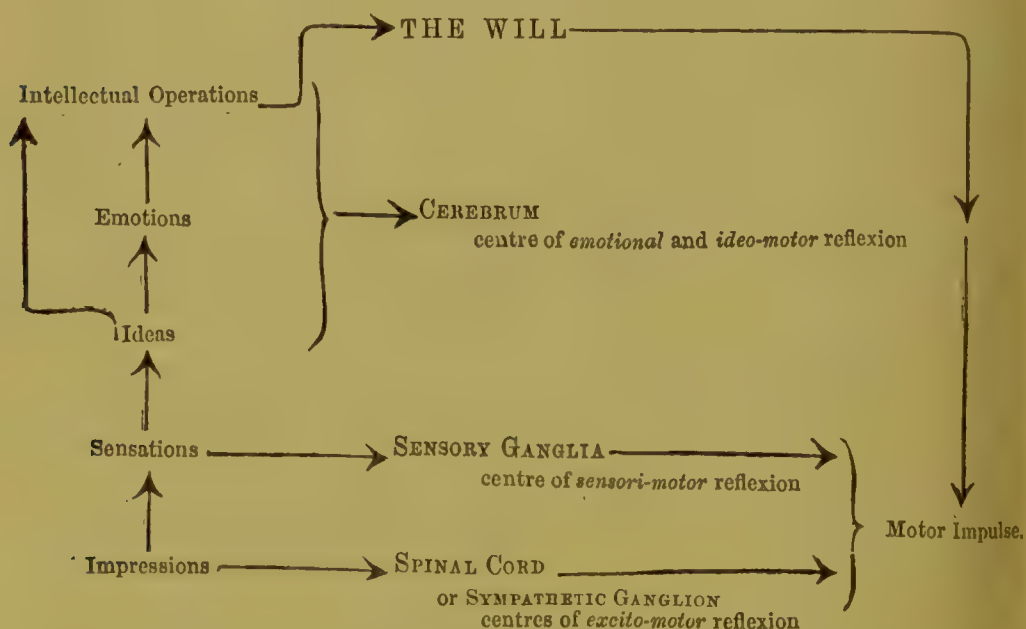 THE WILL
Intellectual Operations
Emotions
CEREBRUM
centre of emotional and ideo-motor reflexion
Ideas
Sensations
SENSORY GANGLIA
centre of sensori-motor reflexion
Motor Impulse.
Impressions
SPINAL CORD
or SYMPATHETIC GANGLION
centres of excito-motor reflexion